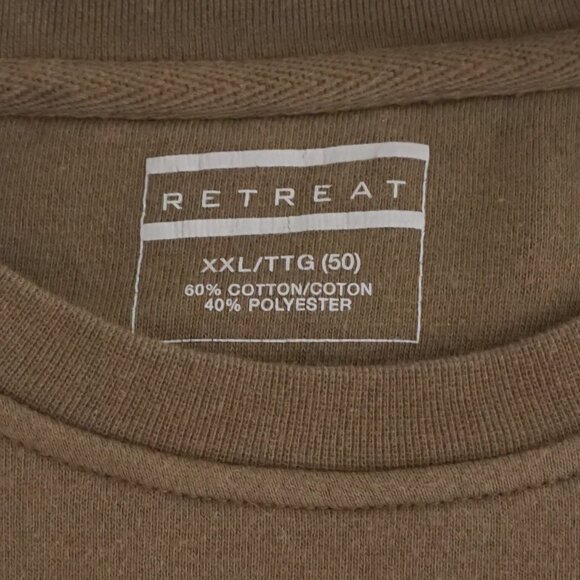 RETREAT
XXL/TTG (50)
60% COTTON/COTON
40% POLYESTER